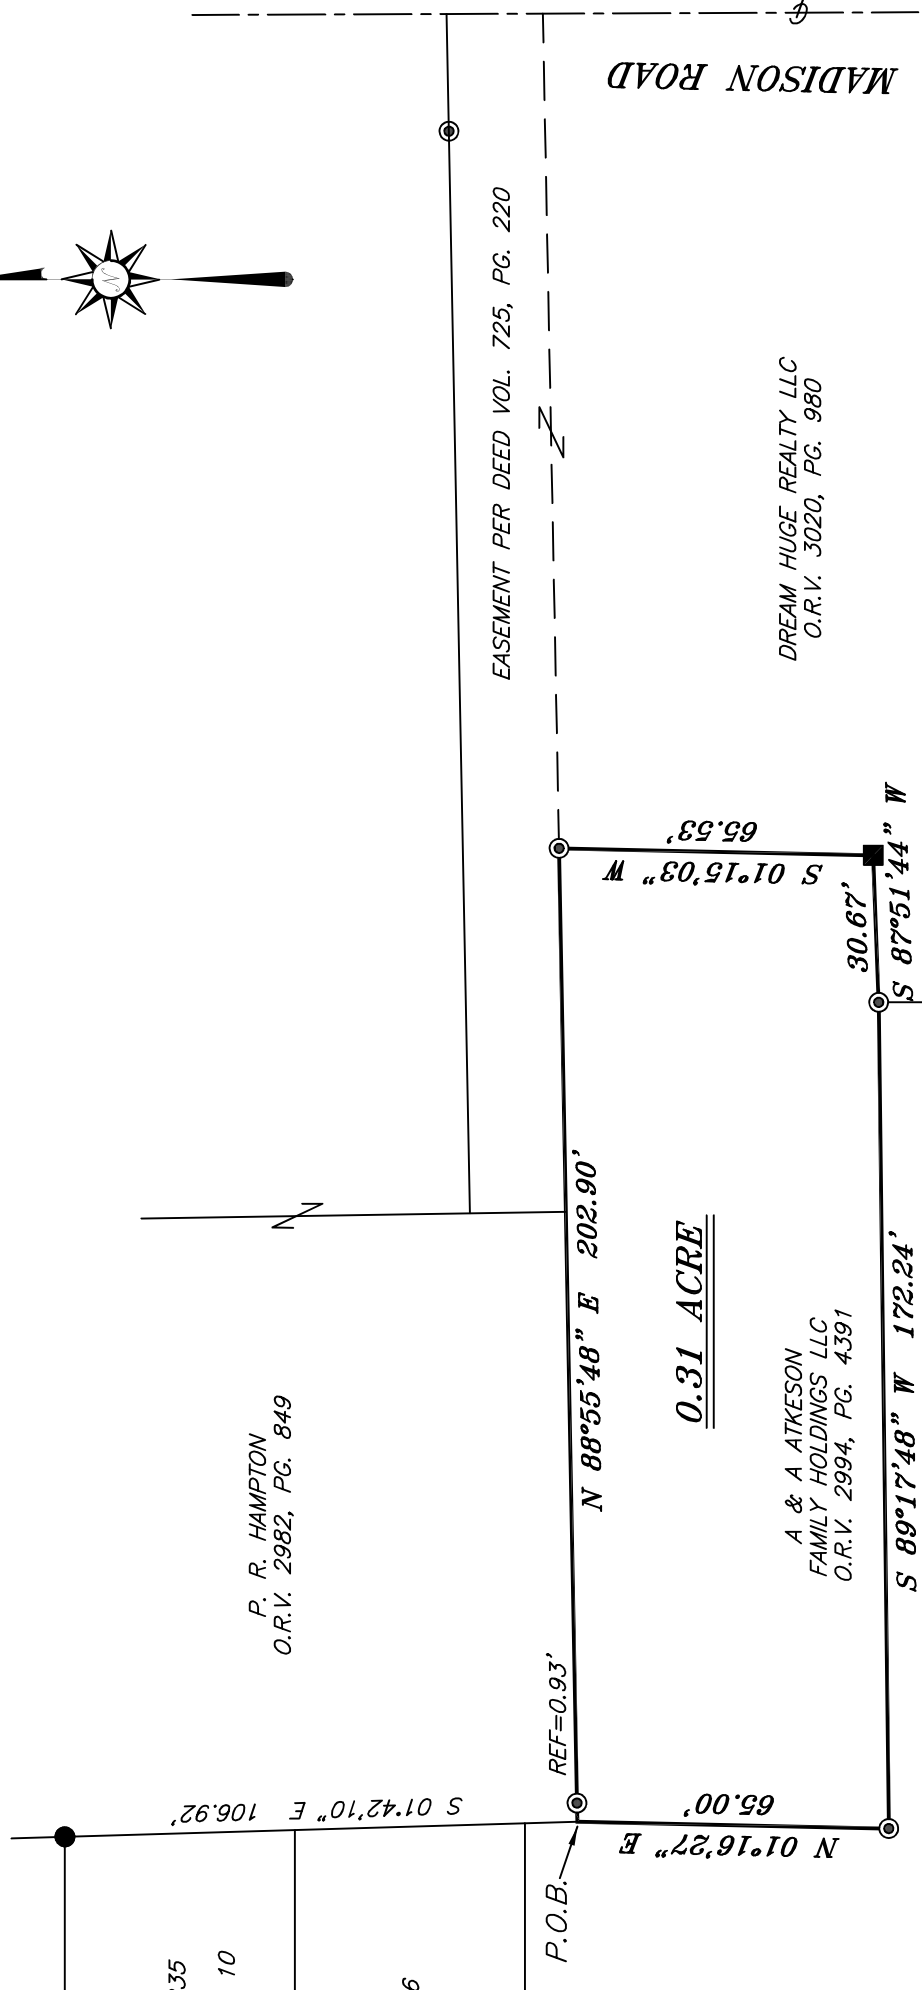 MADISON ROAD
N
EASEMENT PER DEED VOL. 725, PG. 220
DREAM HUGE REALTY LLC
O.R.V. 3020, PG. 980
65.53'
S 01°15'03" W
30.67'
S 87°51'44" W
N 88°55'48" E 202.90'
0.31 ACRE
A & A ATKESON
FAMILY HOLDINGS LLC
O.R.V. 2994, PG. 4391
S 89°17'48" W 172.24'
P. R. HAMPTON
O.R.V. 2982, PG. 849
REF=0.93'
S 01°42'10" E 106.92'
65.00'
N 01°16'27" E
P.O.B.
10